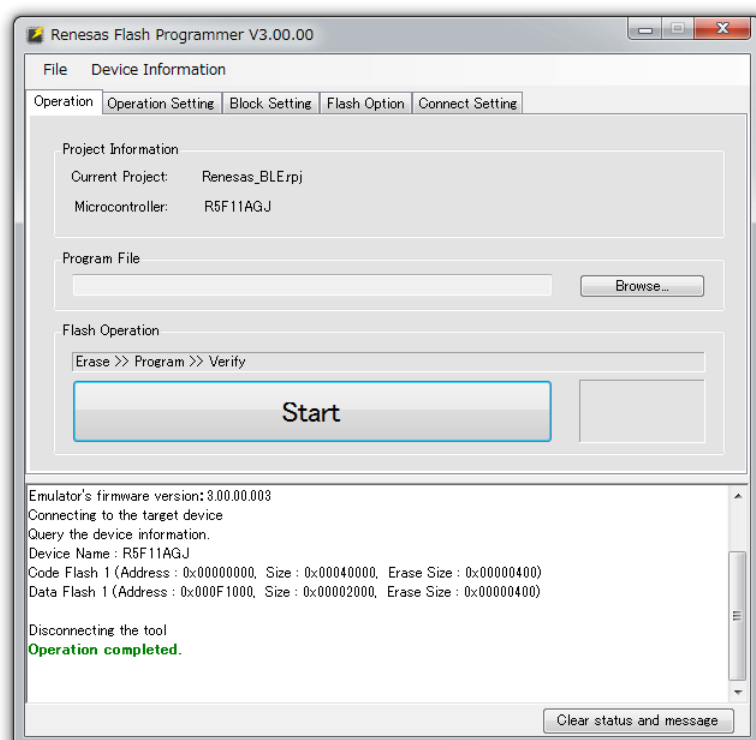 Renesas Flash Programmer V3.00.00
File Device Information
Operation Operation Setting Block Setting Flash Option Connect Setting
Project Information
Current Project: Renesas_BLE.rpj
Microcontroller: R5F11AGJ
Program File
Browse...
Flash Operation
Erase >> Program >> Verify
Start
Emulator's firmware version: 3.00.00.003
Connecting to the target device
Query the device information.
Device Name : R5F11AGJ
Code Flash 1 (Address : 0x00000000, Size : 0x00040000, Erase Size : 0x00000400)
Data Flash 1 (Address : 0x000F1000, Size : 0x00002000, Erase Size : 0x00000400)
Disconnecting the tool
Operation completed.
Clear status and message